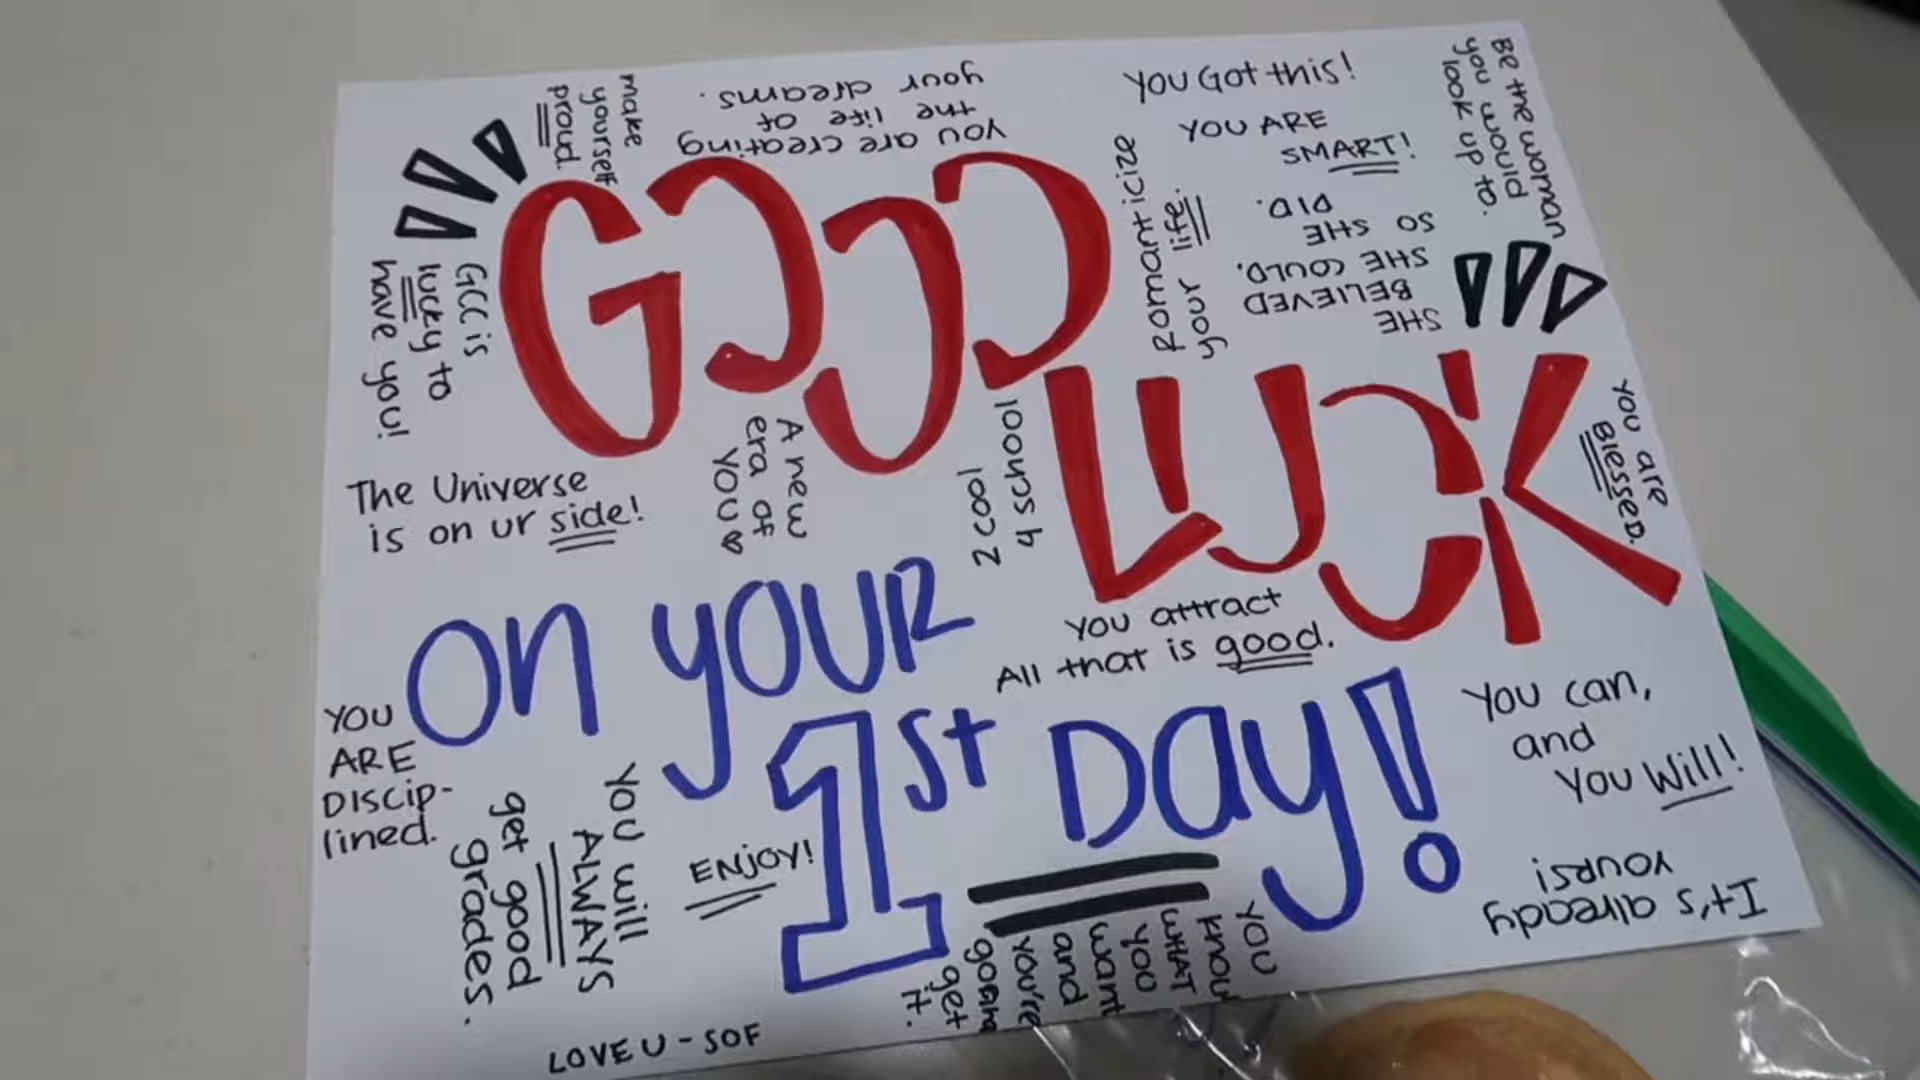 make
yourself
proud.
you are creating
the life of
your dreams.
YOU GOT this!
YOU ARE
SMART!
Be the woman
you would
look up to.
Romanticize
your life.
SHE
BELIEVED
SHE COULD.
SO SHE
DID.
GCC is
lucky to
have you!
GOOD
LUCK
The Universe
is on ur side!
A new
era of
you
2 cool
4 school
you are
Blessed.
on your
1st Day!
you attract
All that is good.
YOU
ARE
DISCIP-
lined.
You can,
and
you will!
you will
ALWAYS
get good
grades.
ENJOY!
YOU
KNOW
WHAT
YOU
want
and
you're
gonna
get
it.
It's already
yours!
LOVE U - SOF